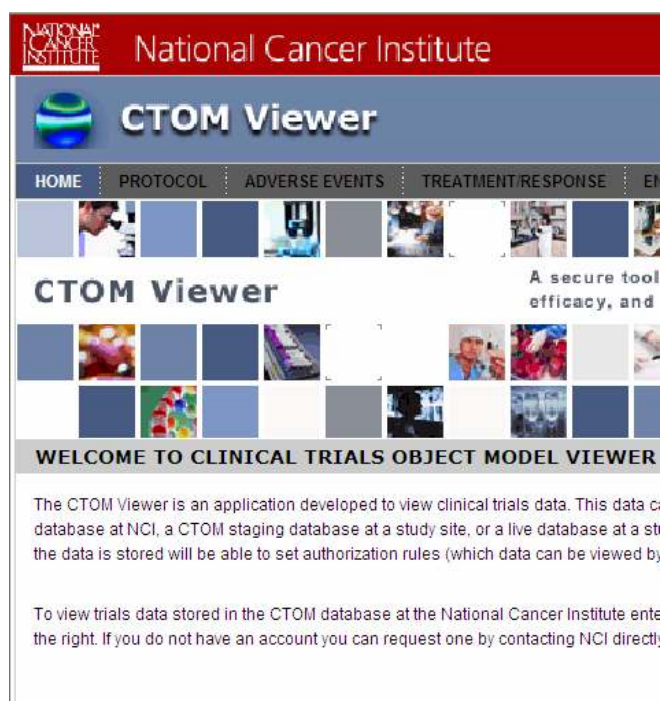 NATIONAL
CANCER
INSTITUTE
National Cancer Institute
CTOM Viewer
HOME PROTOCOL ADVERSE EVENTS TREATMENT/RESPONSE
CTOM Viewer
A secure tool
efficacy, and
WELCOME TO CLINICAL TRIALS OBJECT MODEL VIEWER
The CTOM Viewer is an application developed to view clinical trials data. This data
database at NCI, a CTOM staging database at a study site, or a live database at a
the data is stored will be able to set authorization rules (which data can be viewed by
To view trials data stored in the CTOM database at the National Cancer Institute
the right. If you do not have an account you can request one by contacting NCI directly